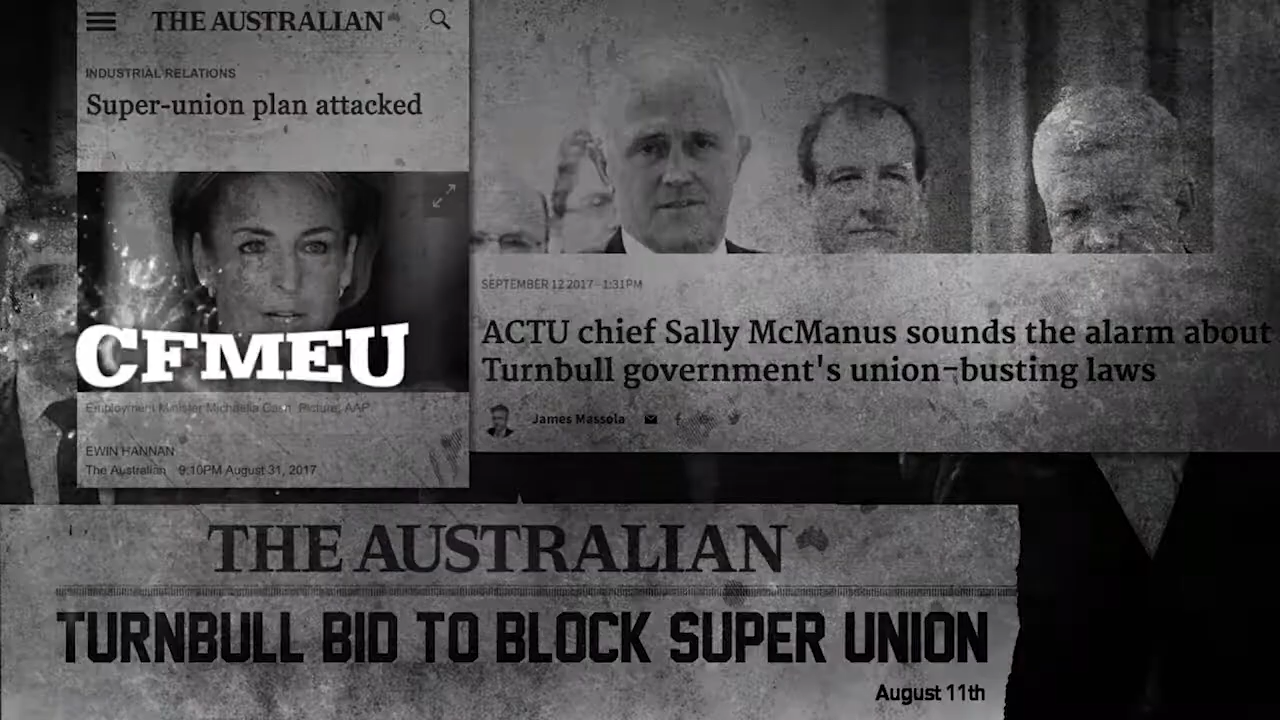 THE AUSTRALIAN
INDUSTRIAL RELATIONS
Super-union plan attacked
CFMEU
Employment Minister Michaelia Cash. Picture: AAP
EWIN HANNAN
The Australian 9:10PM August 31, 2017
SEPTEMBER 12 2017 - 1:31PM
ACTU chief Sally McManus sounds the alarm about
Turnbull government's union-busting laws
James Massola
THE AUSTRALIAN
TURNBULL BID TO BLOCK SUPER UNION
August 11th